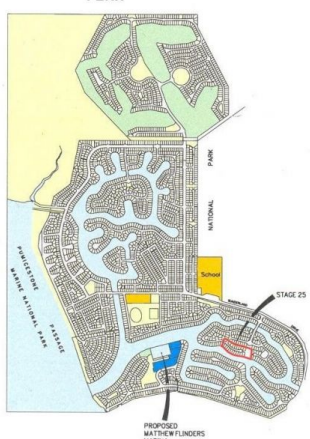 PARK
NATIONAL
School
STAGE 25
PUMICESTONE PASSAGE
MARINE NATIONAL PARK
PROPOSED
MATTHEW FLINDERS